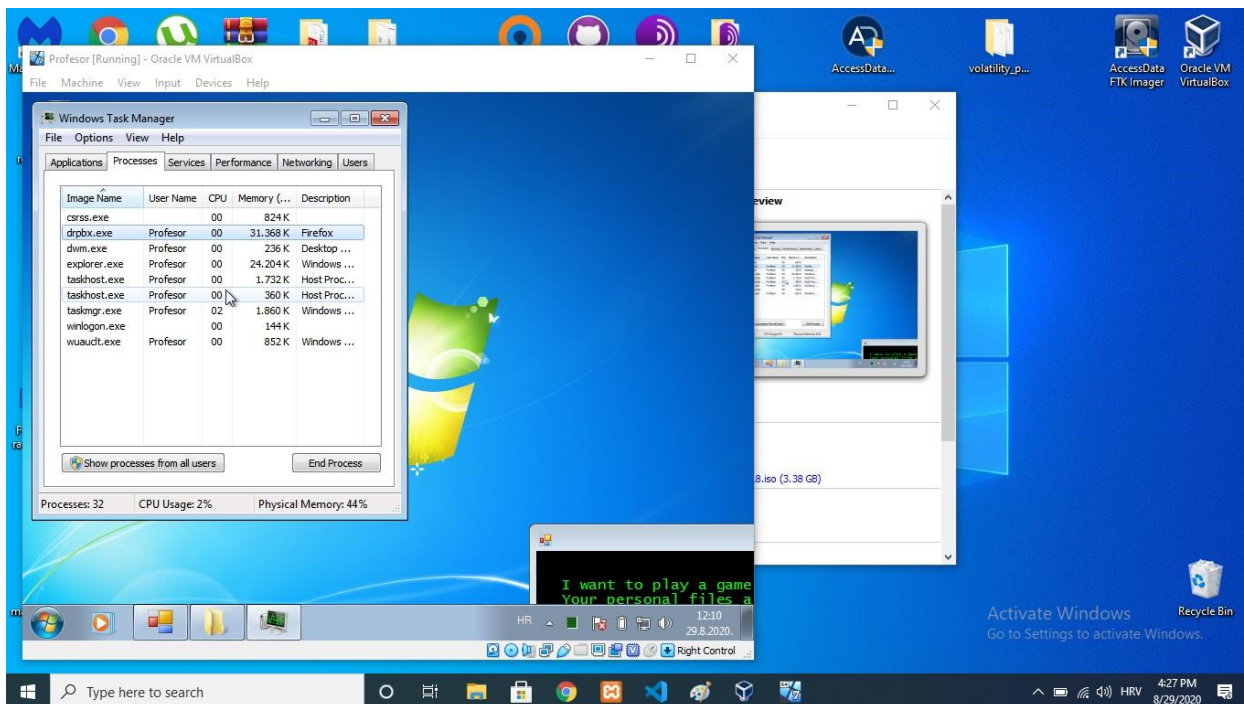 AccessData...
volatility_p...
AccessData
FTK Imager
Oracle VM
VirtualBox
Profesor [Running] - Oracle VM VirtualBox
File Machine View Input Devices Help
Windows Task Manager
File Options View Help
Applications Processes Services Performance Networking Users
Image Name User Name CPU Memory (... Description
csrss.exe 00 824 K
drpbx.exe Profesor 00 31.368 K Firefox
dwm.exe Profesor 00 236 K Desktop ...
explorer.exe Profesor 00 24.204 K Windows ...
taskhost.exe Profesor 00 1.732 K Host Proc...
taskhost.exe Profesor 00 360 K Host Proc...
taskmgr.exe Profesor 02 1.860 K Windows ...
winlogon.exe 00 144 K
wuauclt.exe Profesor 00 852 K Windows ...
Show processes from all users End Process
Processes: 32 CPU Usage: 2% Physical Memory: 44%
eview
8.iso (3.38 GB)
I want to play a game
Your personal files a
HR 12:10
29.8.2020.
Right Control
Activate Windows
Go to Settings to activate Windows.
Recycle Bin
Type here to search
HRV
4:27 PM
8/29/2020